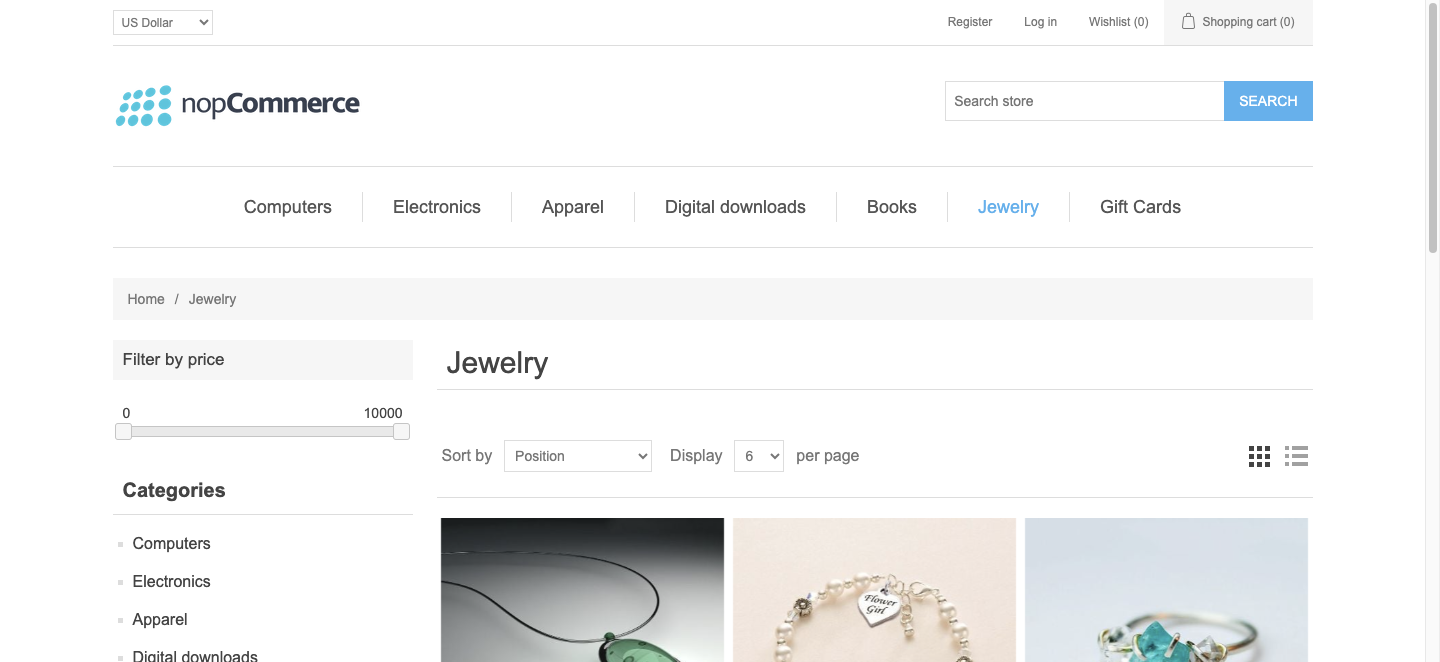 US Dollar
Register
Log in
Wishlist (0)
Shopping cart (0)
nopCommerce
Search store
SEARCH
Computers
Electronics
Apparel
Digital downloads
Books
Jewelry
Gift Cards
Home / Jewelry
Filter by price
0
10000
Categories
Computers
Electronics
Apparel
Digital downloads
Jewelry
Sort by Position Display 6 per page
Flower
Girl